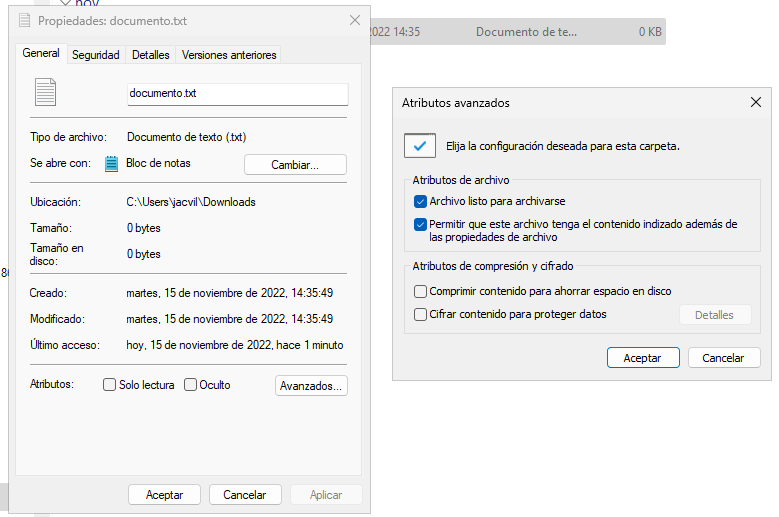 hoy
Propiedades: documento.txt
2022 14:35
Documento de te...
0 KB
General
Seguridad
Detalles
Versiones anteriores
documento.txt
Tipo de archivo:
Documento de texto (.txt)
Se abre con:
Bloc de notas
Cambiar...
Ubicación:
C:\Users\jacvil\Downloads
Tamaño:
0 bytes
Tamaño en
disco:
0 bytes
Creado:
martes, 15 de noviembre de 2022, 14:35:49
Modificado:
martes, 15 de noviembre de 2022, 14:35:49
Último acceso:
hoy, 15 de noviembre de 2022, hace 1 minuto
Atributos:
Solo lectura
Oculto
Avanzados...
Aceptar
Cancelar
Aplicar
Atributos avanzados
Elija la configuración deseada para esta carpeta.
Atributos de archivo
Archivo listo para archivarse
Permitir que este archivo tenga el contenido indizado además de
las propiedades de archivo
Atributos de compresión y cifrado
Comprimir contenido para ahorrar espacio en disco
Cifrar contenido para proteger datos
Detalles
Aceptar
Cancelar